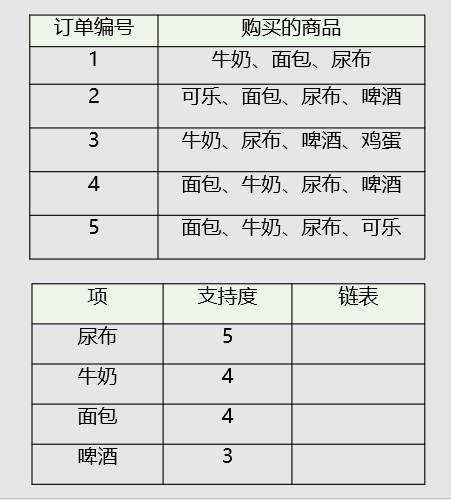 订单编号 购买的商品
1 牛奶、面包、尿布
2 可乐、面包、尿布、啤酒
3 牛奶、尿布、啤酒、鸡蛋
4 面包、牛奶、尿布、啤酒
5 面包、牛奶、尿布、可乐
项 支持度 链表
尿布 5
牛奶 4
面包 4
啤酒 3